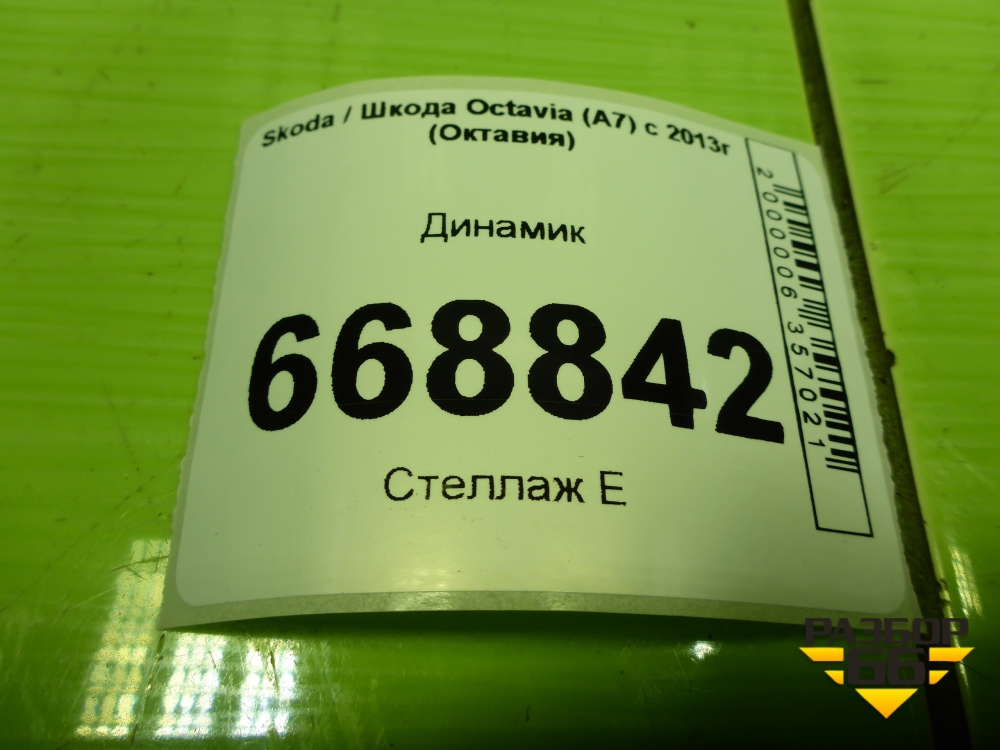 Skoda / Шкода Octavia (A7) с 2013г
(Октавия)
Динамик
668842
Стеллаж Е
2000006357021
РАЗБОР
66